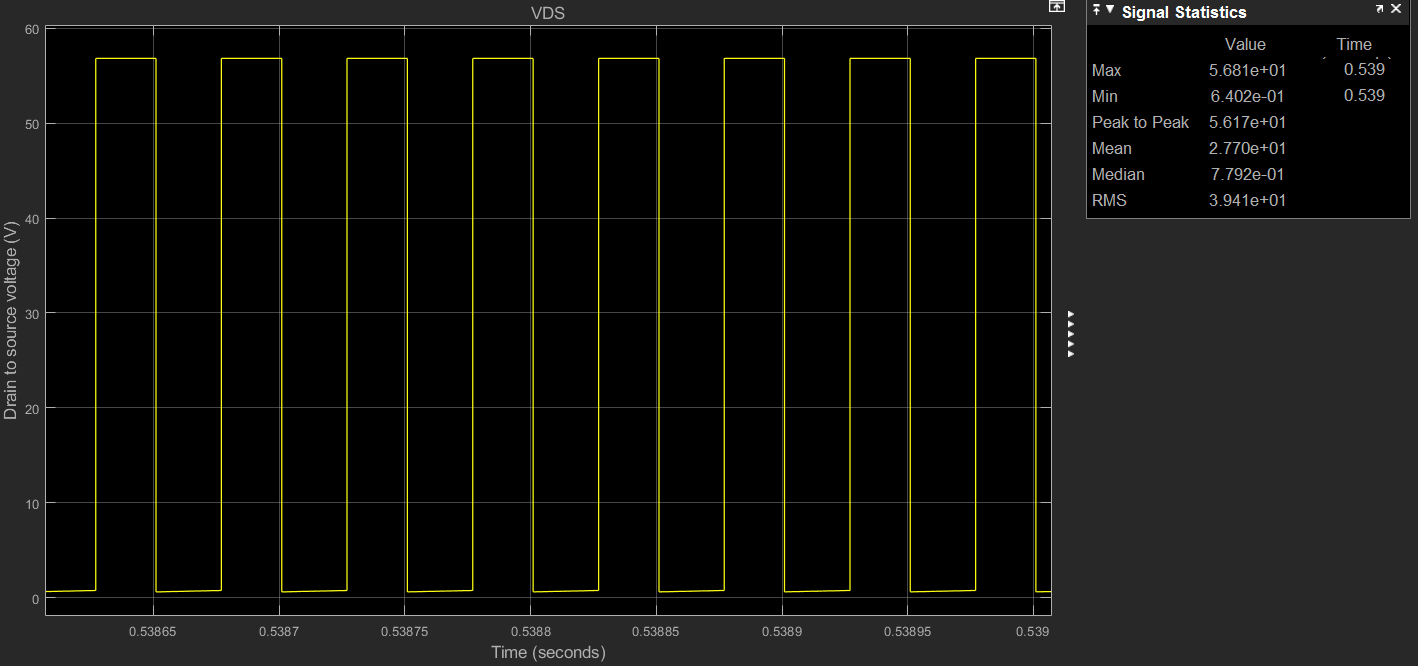 VDS
60
50
40
30
20
10
0
Drain to source voltage (V)
0.53865 0.5387 0.53875 0.5388 0.53885 0.5389 0.53895 0.539
Time (seconds)
Signal Statistics
Value Time
Max 5.681e+01 0.539
Min 6.402e-01 0.539
Peak to Peak 5.617e+01
Mean 2.770e+01
Median 7.792e-01
RMS 3.941e+01